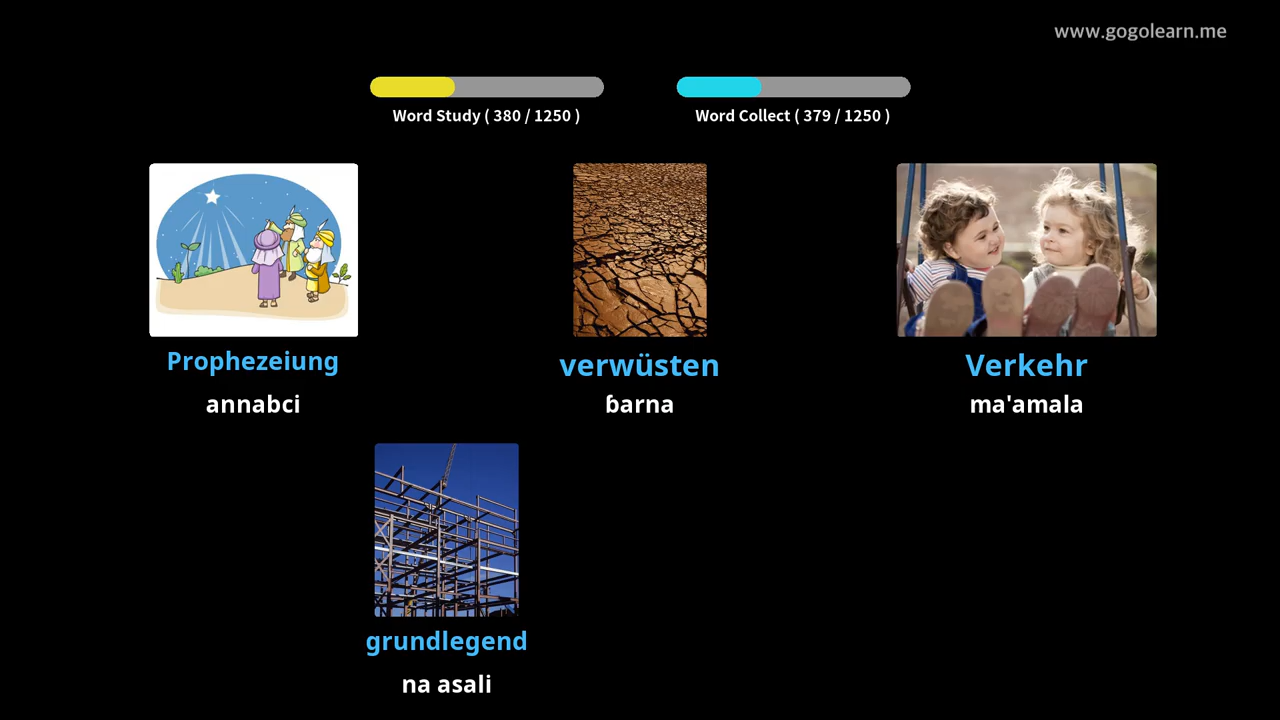 www.gogolearn.me
Word Study ( 380 / 1250 )
Word Collect ( 379 / 1250 )
Prophezeiung
verwüsten
Verkehr
annabci
ɓarna
ma'amala
grundlegend
na asali